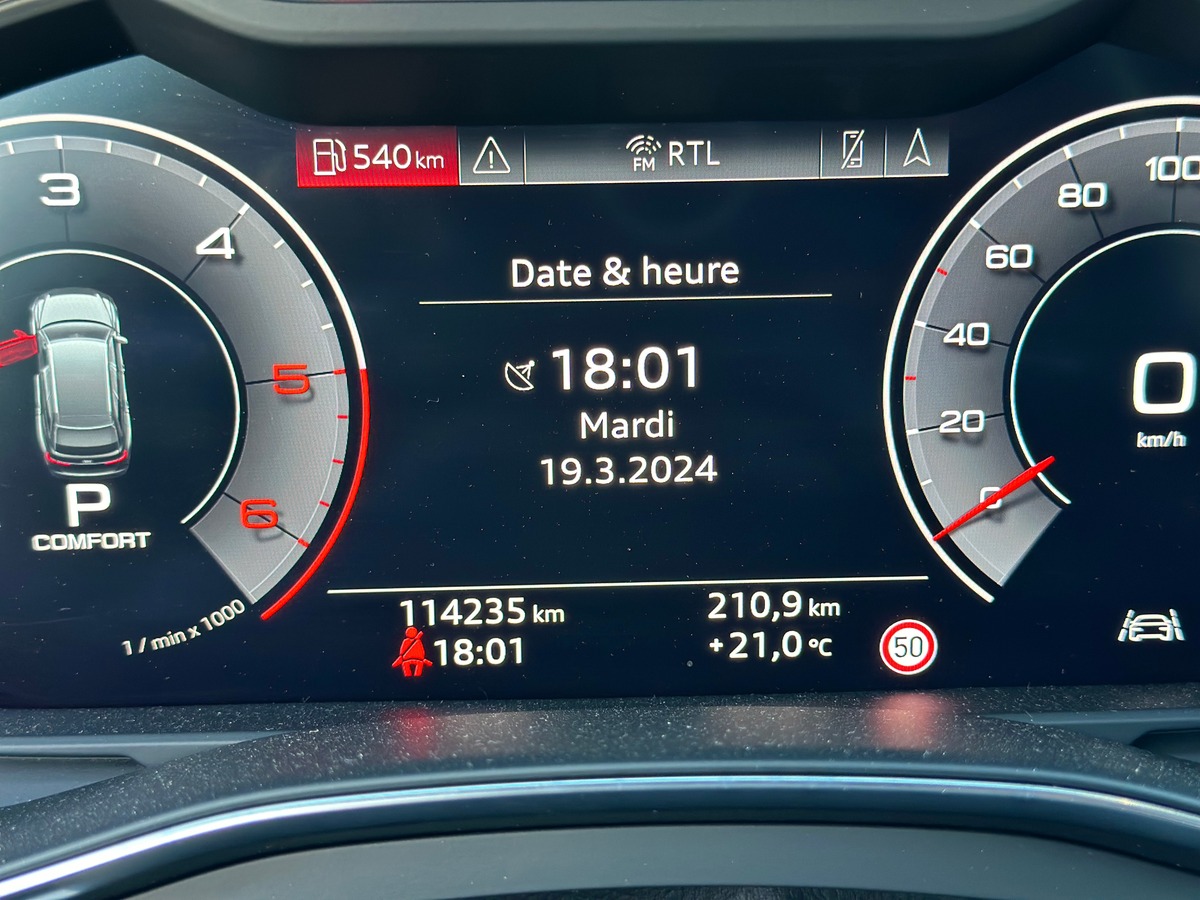 540 km
FM RTL
Date & heure
18:01
Mardi
19.3.2024
3
4
5
6
1 / min x 1000
P
COMFORT
100
80
60
40
20
0
0
km/h
114235 km
18:01
210,9 km
+21,0 °C
50